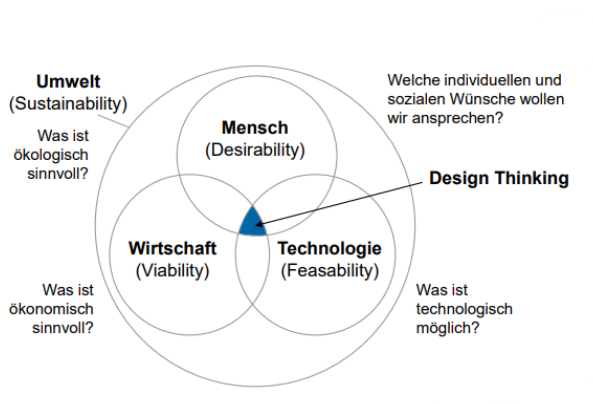 Umwelt
(Sustainability)
Was ist
ökologisch
sinnvoll?
Welche individuellen und
sozialen Wünsche wollen
wir ansprechen?
Mensch
(Desirability)
Design Thinking
Wirtschaft
(Viability)
Technologie
(Feasability)
Was ist
ökonomisch
sinnvoll?
Was ist
technologisch
möglich?